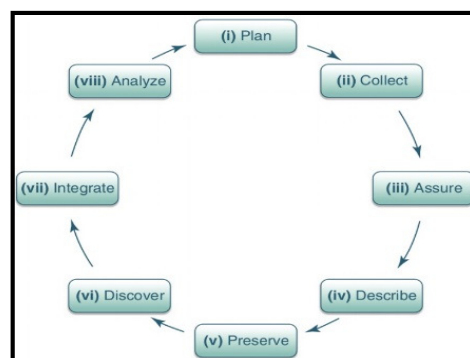 (i) Plan
(ii) Collect
(iii) Assure
(iv) Describe
(v) Preserve
(vi) Discover
(vii) Integrate
(viii) Analyze